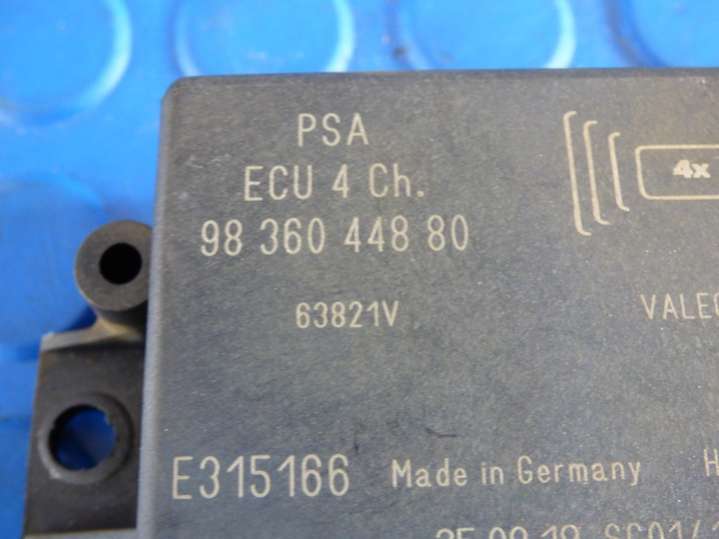 PSA
ECU 4 Ch.
4x
98 360 448 80
63821V
E315166 Made in Germany